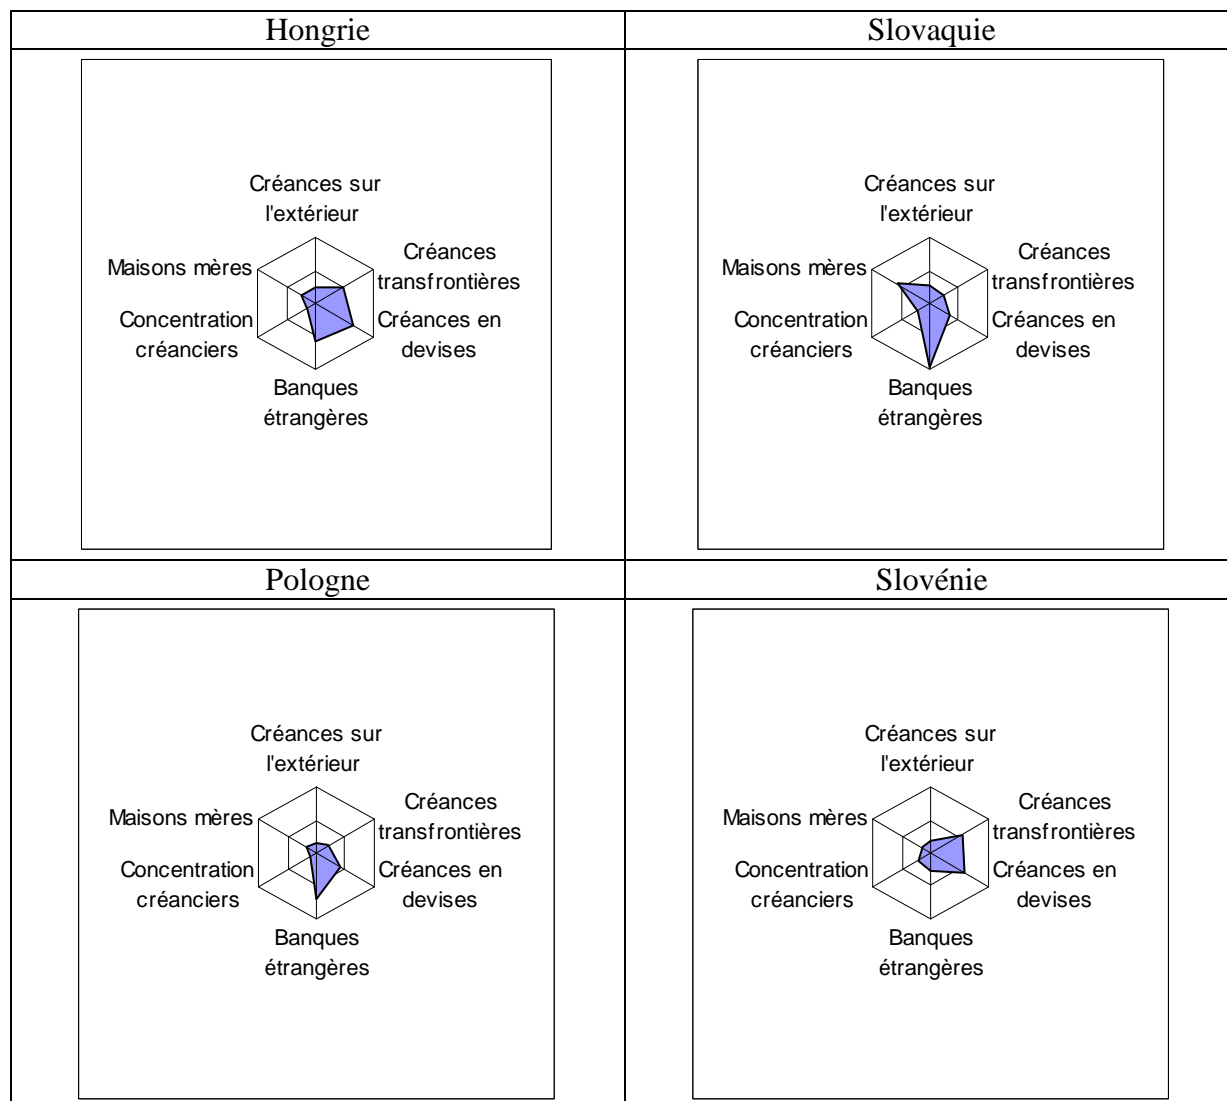 Hongrie
Créances sur
l'extérieur
Créances
transfrontières
Créances en
devises
Banques
étrangères
Concentration
créanciers
Maisons mères
Slovaquie
Créances sur
l'extérieur
Créances
transfrontières
Créances en
devises
Banques
étrangères
Concentration
créanciers
Maisons mères
Pologne
Créances sur
l'extérieur
Créances
transfrontières
Créances en
devises
Banques
étrangères
Concentration
créanciers
Maisons mères
Slovénie
Créances sur
l'extérieur
Créances
transfrontières
Créances en
devises
Banques
étrangères
Concentration
créanciers
Maisons mères